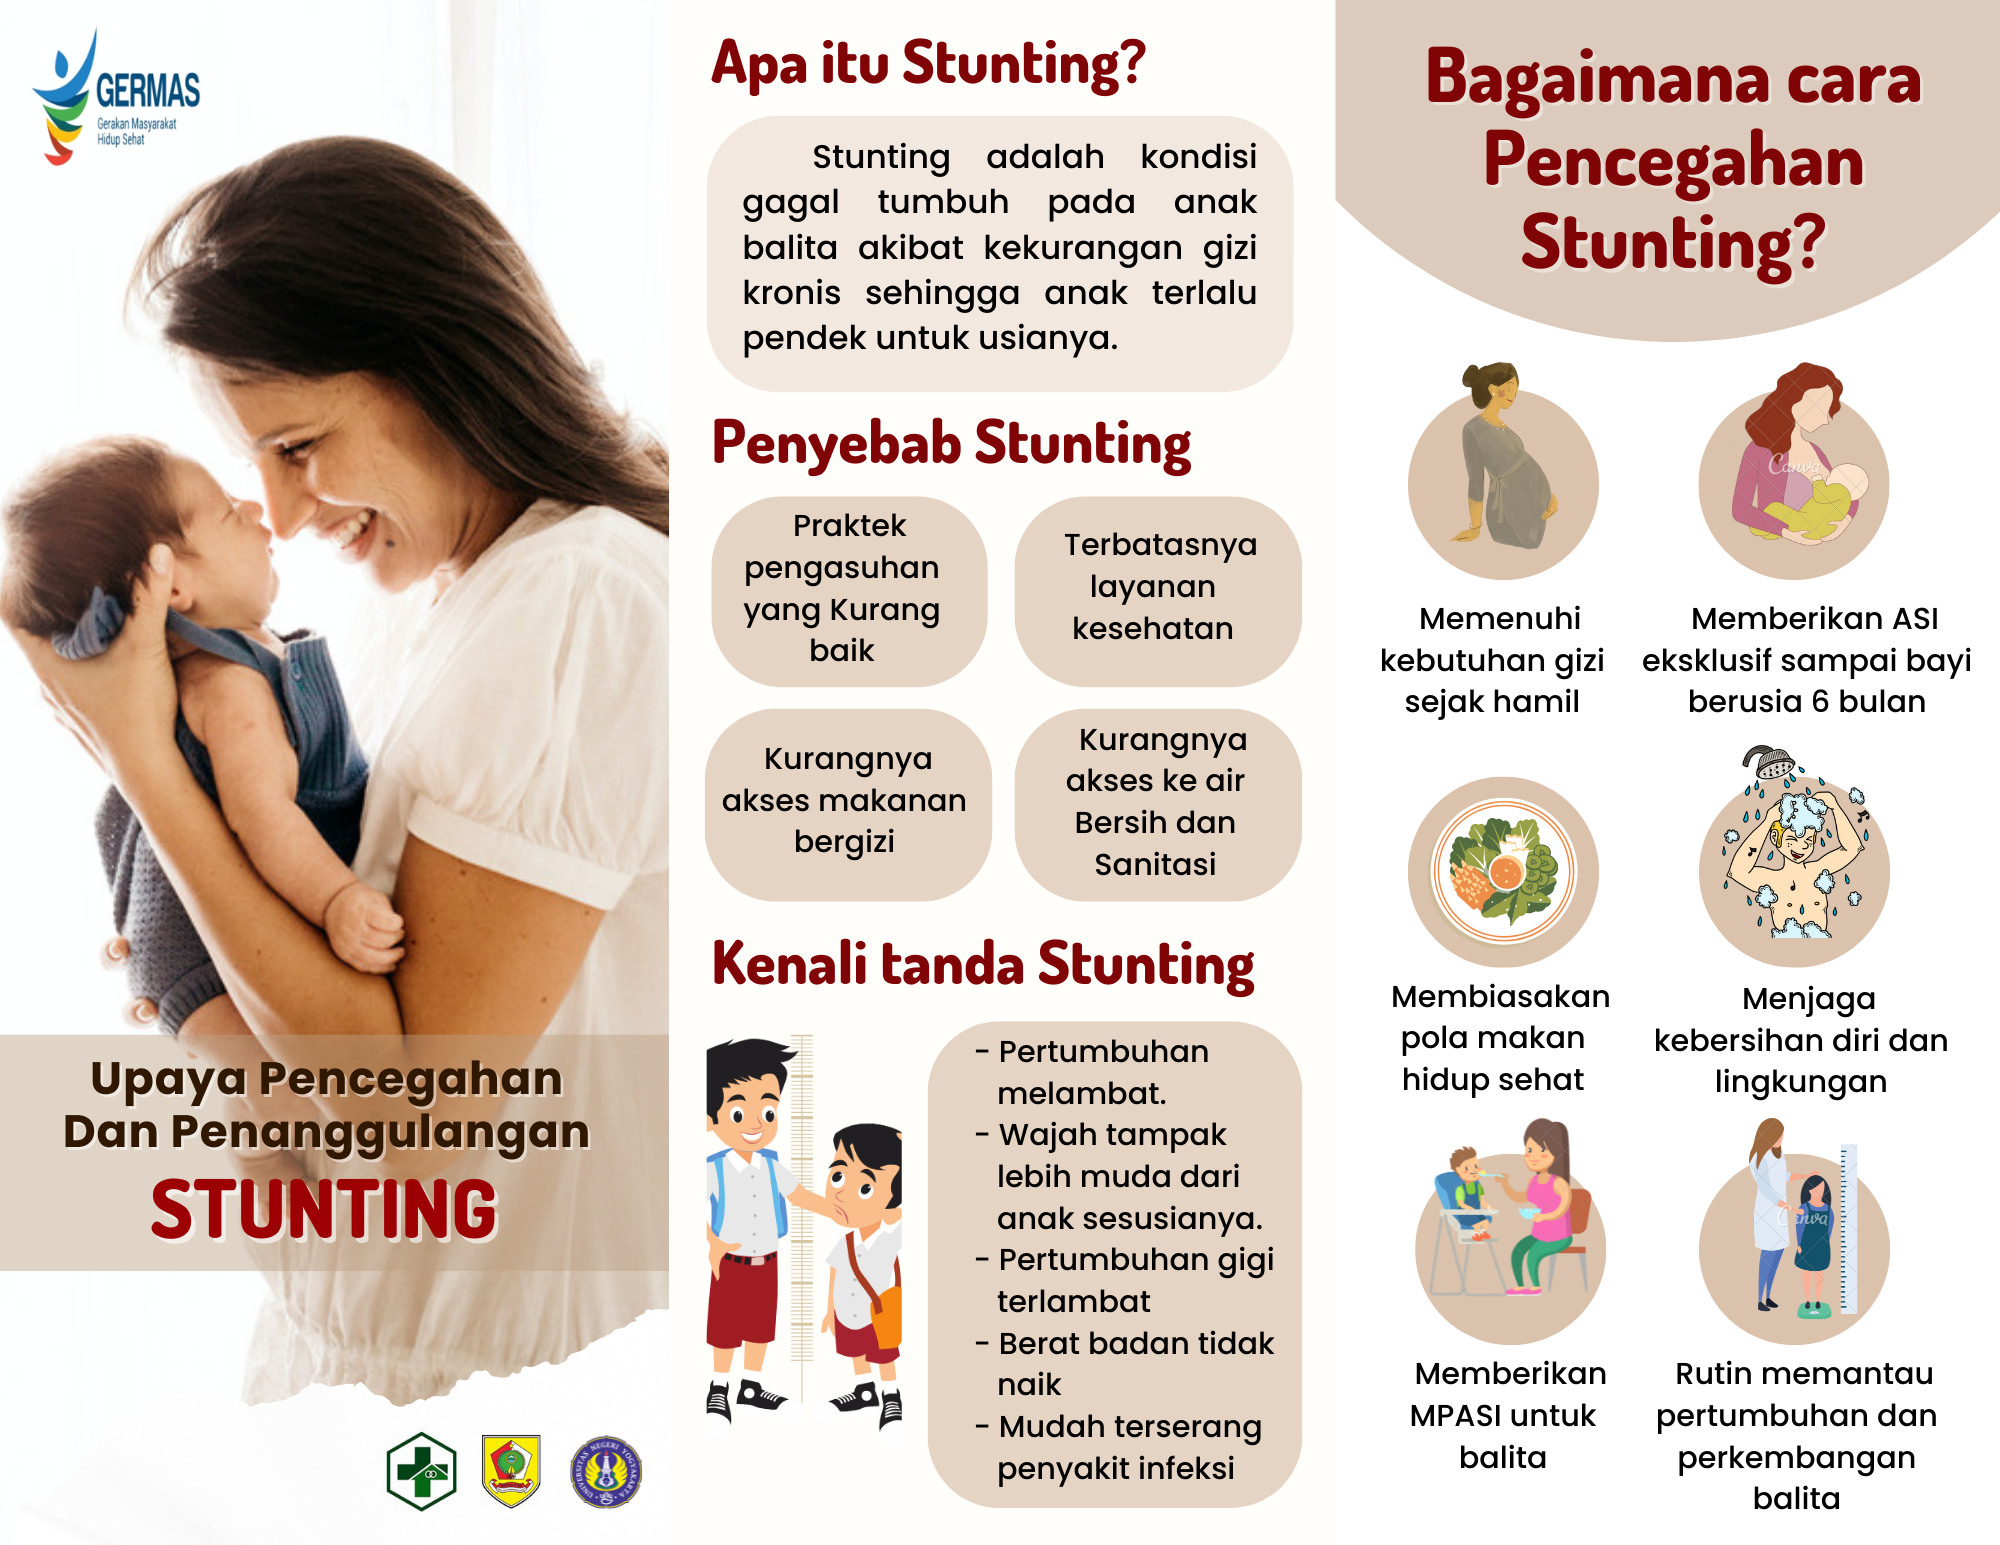 GERMAS
Gerakan Masyarakat
Hidup Sehat
Upaya Pencegahan
Dan Penanggulangan
STUNTING
UNIVERSITAS NEGERI YOGYAKARTA
Apa itu Stunting?
Stunting adalah kondisi
gagal tumbuh pada anak
balita akibat kekurangan gizi
kronis sehingga anak terlalu
pendek untuk usianya.
Penyebab Stunting
Praktek
pengasuhan
yang Kurang
baik
Terbatasnya
layanan
kesehatan
Kurangnya
akses makanan
bergizi
Kurangnya
akses ke air
Bersih dan
Sanitasi
Kenali tanda Stunting
- Pertumbuhan
melambat.
- Wajah tampak
lebih muda dari
anak sesusianya.
- Pertumbuhan gigi
terlambat
- Berat badan tidak
naik
- Mudah terserang
penyakit infeksi
Bagaimana cara
Pencegahan
Stunting?
Memenuhi
kebutuhan gizi
sejak hamil
Canva
Memberikan ASI
eksklusif sampai bayi
berusia 6 bulan
Membiasakan
pola makan
hidup sehat
Menjaga
kebersihan diri dan
lingkungan
Memberikan
MPASI untuk
balita
Canva
Rutin memantau
pertumbuhan dan
perkembangan
balita